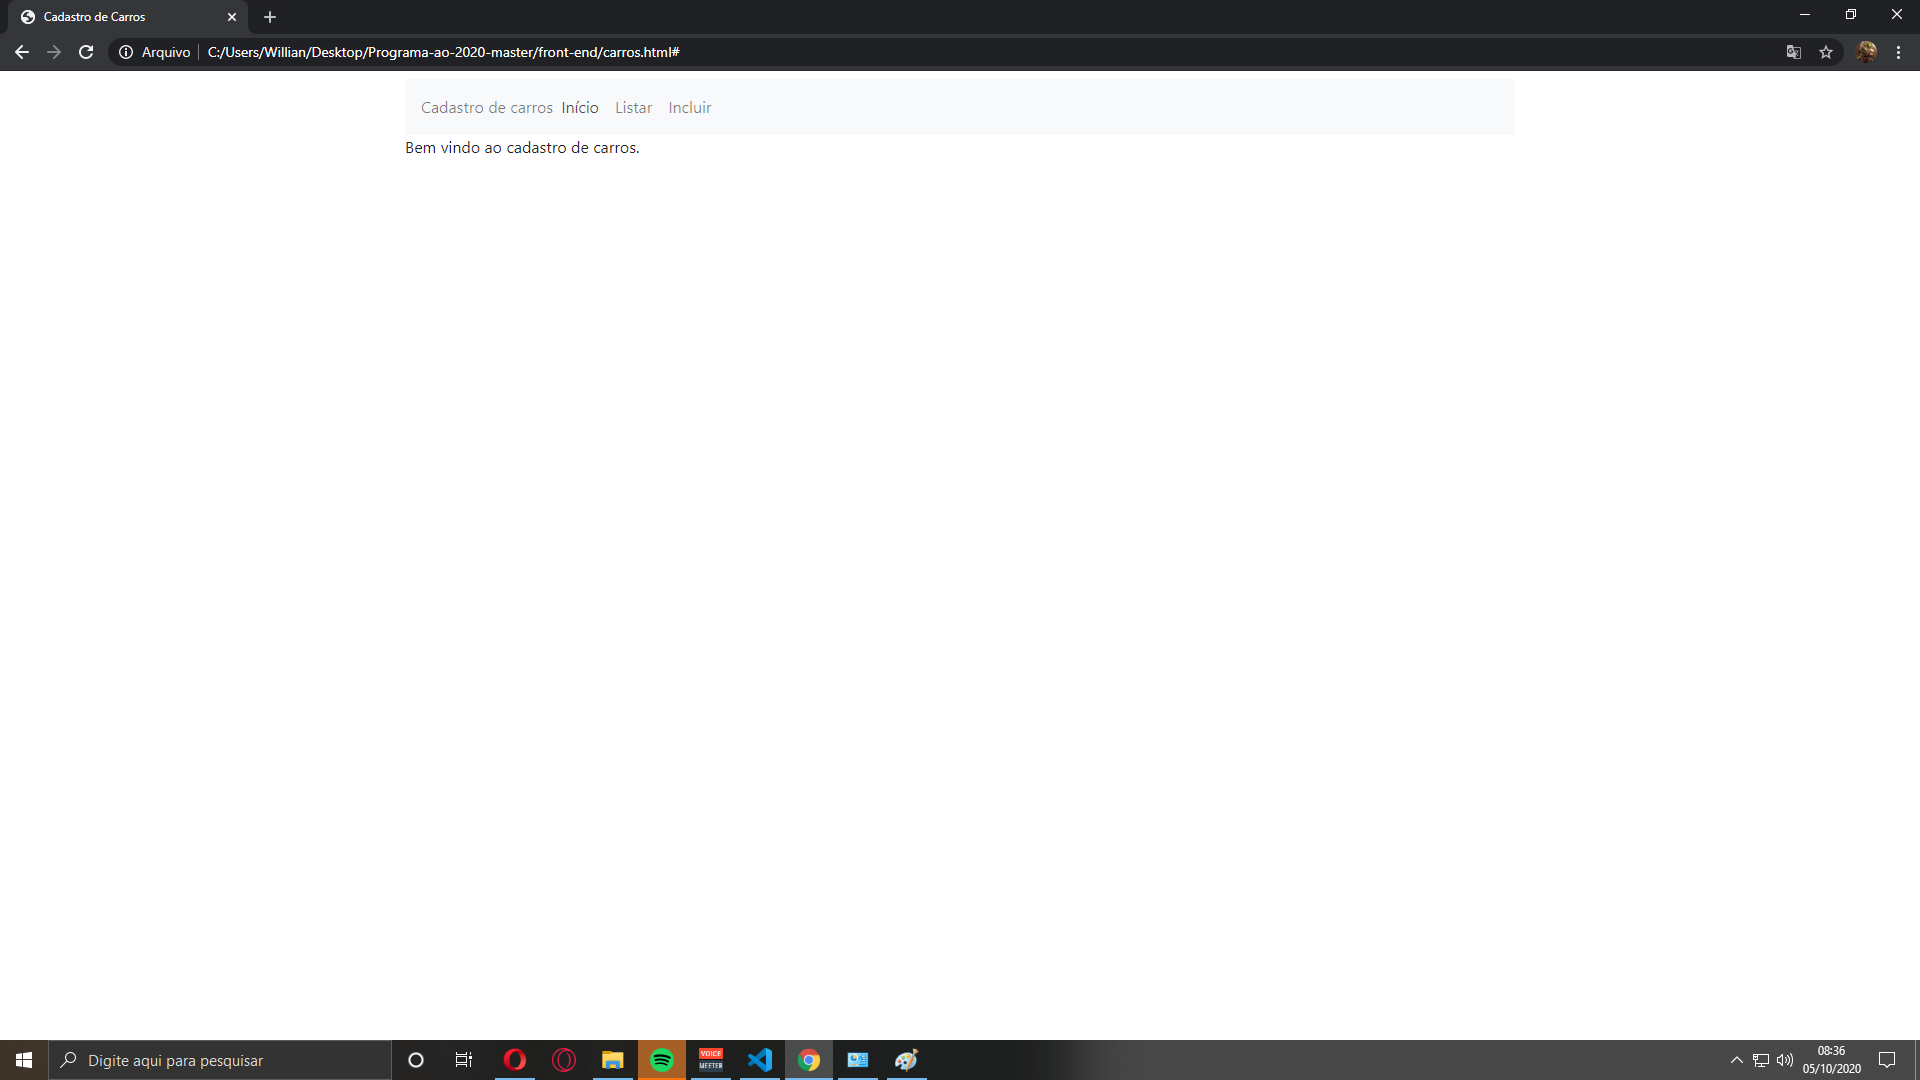 Cadastro de Carros
Arquivo C:/Users/Willian/Desktop/Programa-ao-2020-master/front-end/carros.html#
Cadastro de carros Início Listar Incluir
Bem vindo ao cadastro de carros.
Digite aqui para pesquisar
VOICE
MEETER
08:36
05/10/2020